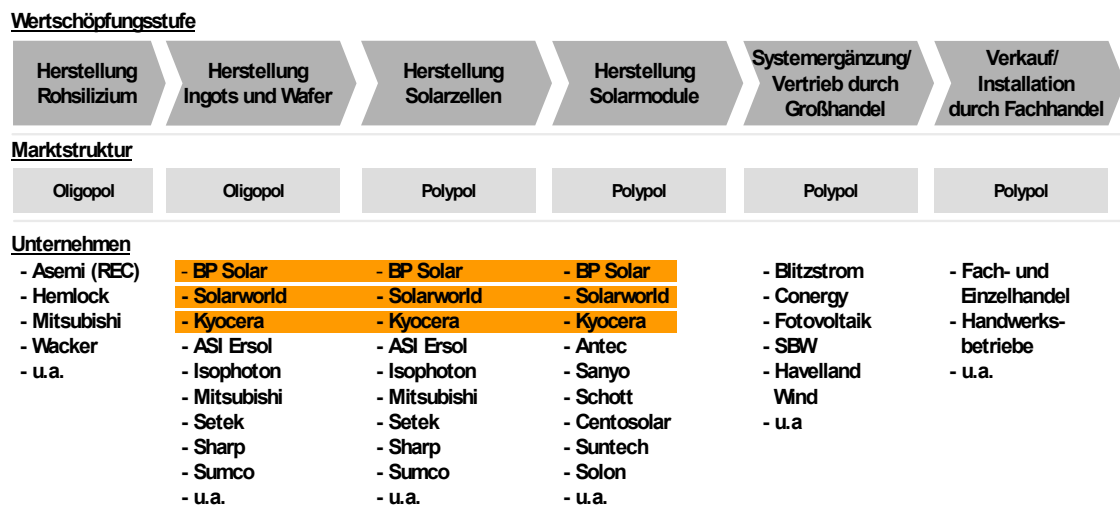 Wertschöpfungsstufe
Herstellung
Rohsilizium
Herstellung
Ingots und Wafer
Herstellung
Solarzellen
Herstellung
Solarmodule
Systemergänzung/
Vertrieb durch
Großhandel
Verkauf/
Installation
durch Fachhandel
Marktstruktur
Oligopol
Oligopol
Polypol
Polypol
Polypol
Polypol
Unternehmen
- Asemi (REC)
- Hemlock
- Mitsubishi
- Wacker
- u.a.
- BP Solar
- Solarworld
- Kyocera
- ASI Ersol
- Isophoton
- Mitsubishi
- Setek
- Sharp
- Sumco
- u.a.
- BP Solar
- Solarworld
- Kyocera
- ASI Ersol
- Isophoton
- Mitsubishi
- Setek
- Sharp
- Sumco
- u.a.
- BP Solar
- Solarworld
- Kyocera
- Antec
- Sanyo
- Schott
- Centosolar
- Suntech
- Solon
- u.a.
- Blitzstrom
- Conergy
- Fotovoltaik
- SBW
- Havelland
Wind
- u.a
- Fach- und
Einzelhandel
- Handwerks-
betriebe
- u.a.